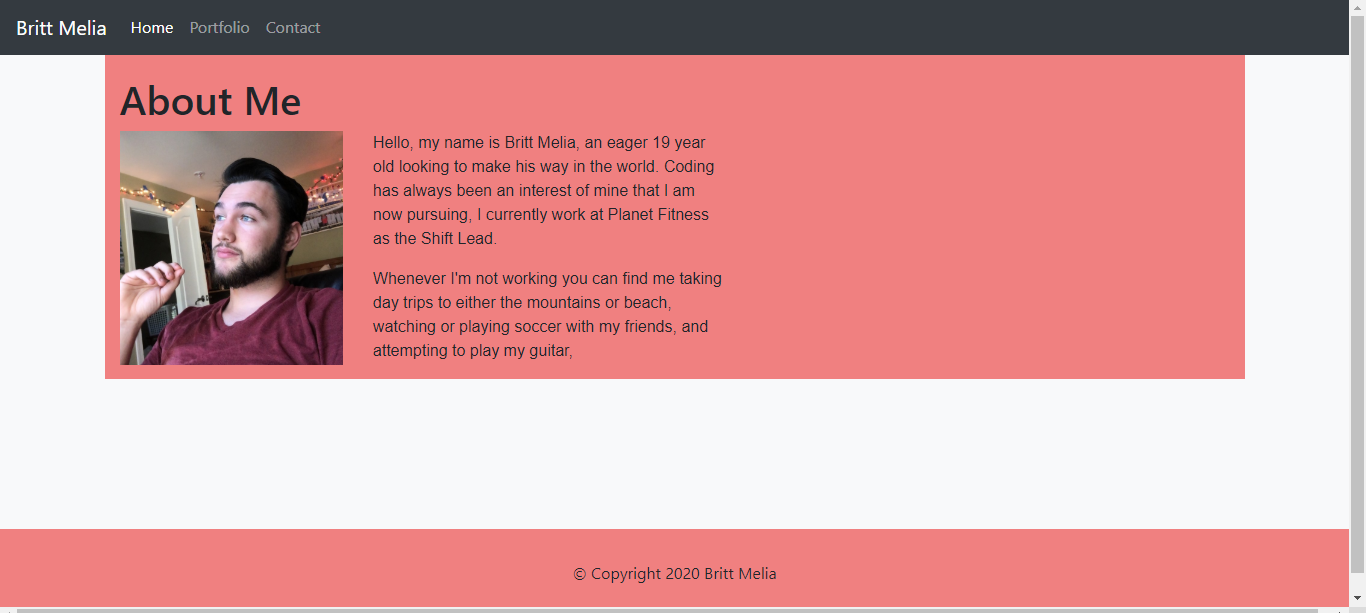 Britt Melia Home Portfolio Contact
About Me
Hello, my name is Britt Melia, an eager 19 year
old looking to make his way in the world. Coding
has always been an interest of mine that I am
now pursuing, I currently work at Planet Fitness
as the Shift Lead.
Whenever I'm not working you can find me taking
day trips to either the mountains or beach,
watching or playing soccer with my friends, and
attempting to play my guitar,
© Copyright 2020 Britt Melia